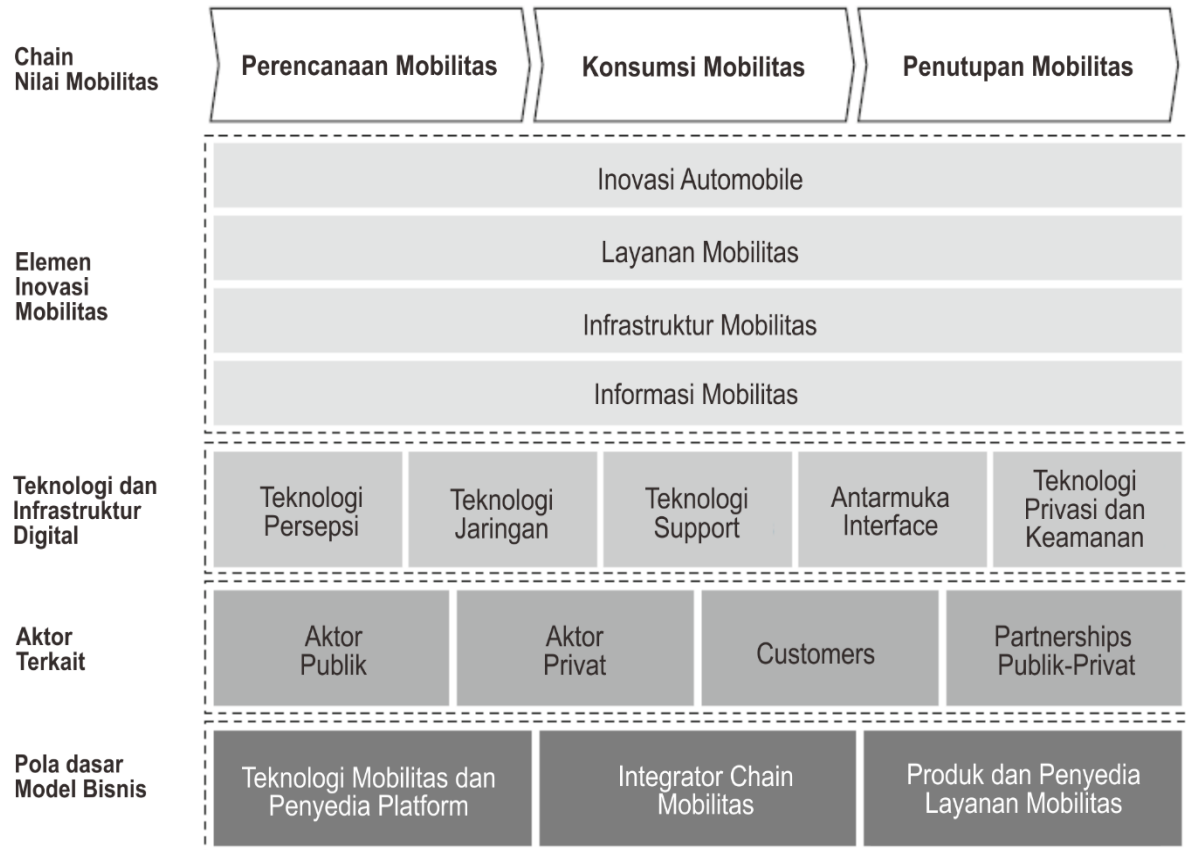 Chain
Nilai Mobilitas
Perencanaan Mobilitas
Konsumsi Mobilitas
Penutupan Mobilitas
Elemen
Inovasi
Mobilitas
Inovasi Automobile
Layanan Mobilitas
Infrastruktur Mobilitas
Informasi Mobilitas
Teknologi dan
Infrastruktur
Digital
Teknologi
Persepsi
Teknologi
Jaringan
Teknologi
Support
Antarmuka
Interface
Teknologi
Privasi dan
Keamanan
Aktor
Terkait
Aktor
Publik
Aktor
Privat
Customers
Partnerships
Publik-Privat
Pola dasar
Model Bisnis
Teknologi Mobilitas dan
Penyedia Platform
Integrator Chain
Mobilitas
Produk dan Penyedia
Layanan Mobilitas